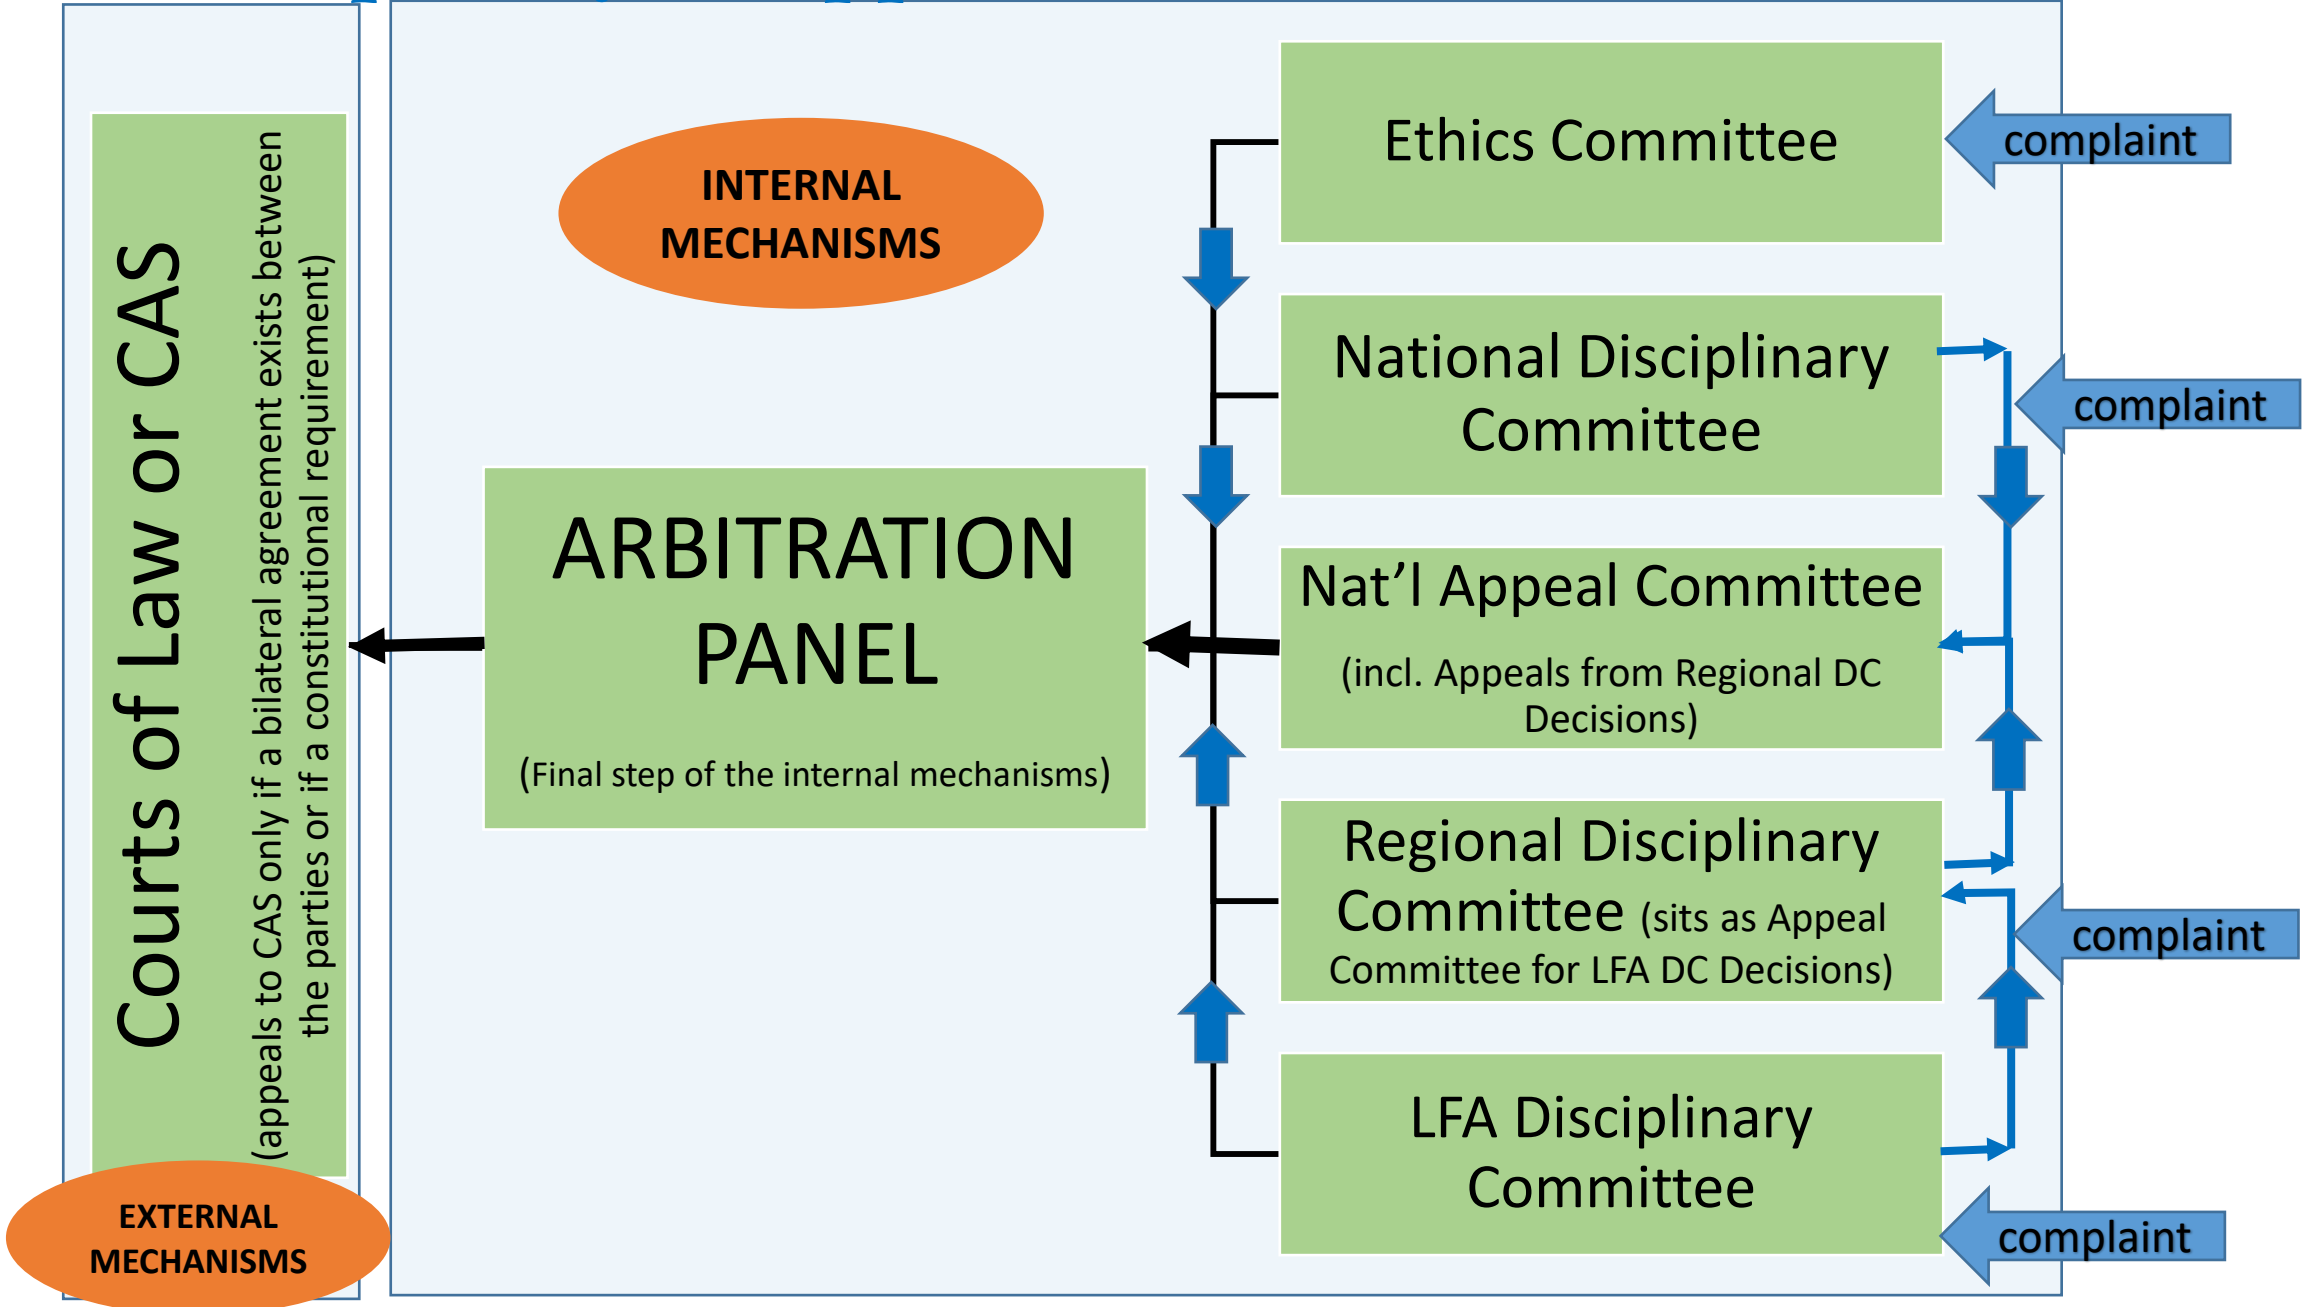 Courts of Law or CAS
(appeals to CAS only if a bilateral agreement exists between
the parties or if a constitutional requirement)
EXTERNAL
MECHANISMS
INTERNAL
MECHANISMS
ARBITRATION
PANEL
(Final step of the internal mechanisms)
Ethics Committee
complaint
National Disciplinary
Committee
complaint
Nat’l Appeal Committee
(incl. Appeals from Regional DC
Decisions)
Regional Disciplinary
Committee (sits as Appeal
Committee for LFA DC Decisions)
complaint
LFA Disciplinary
Committee
complaint